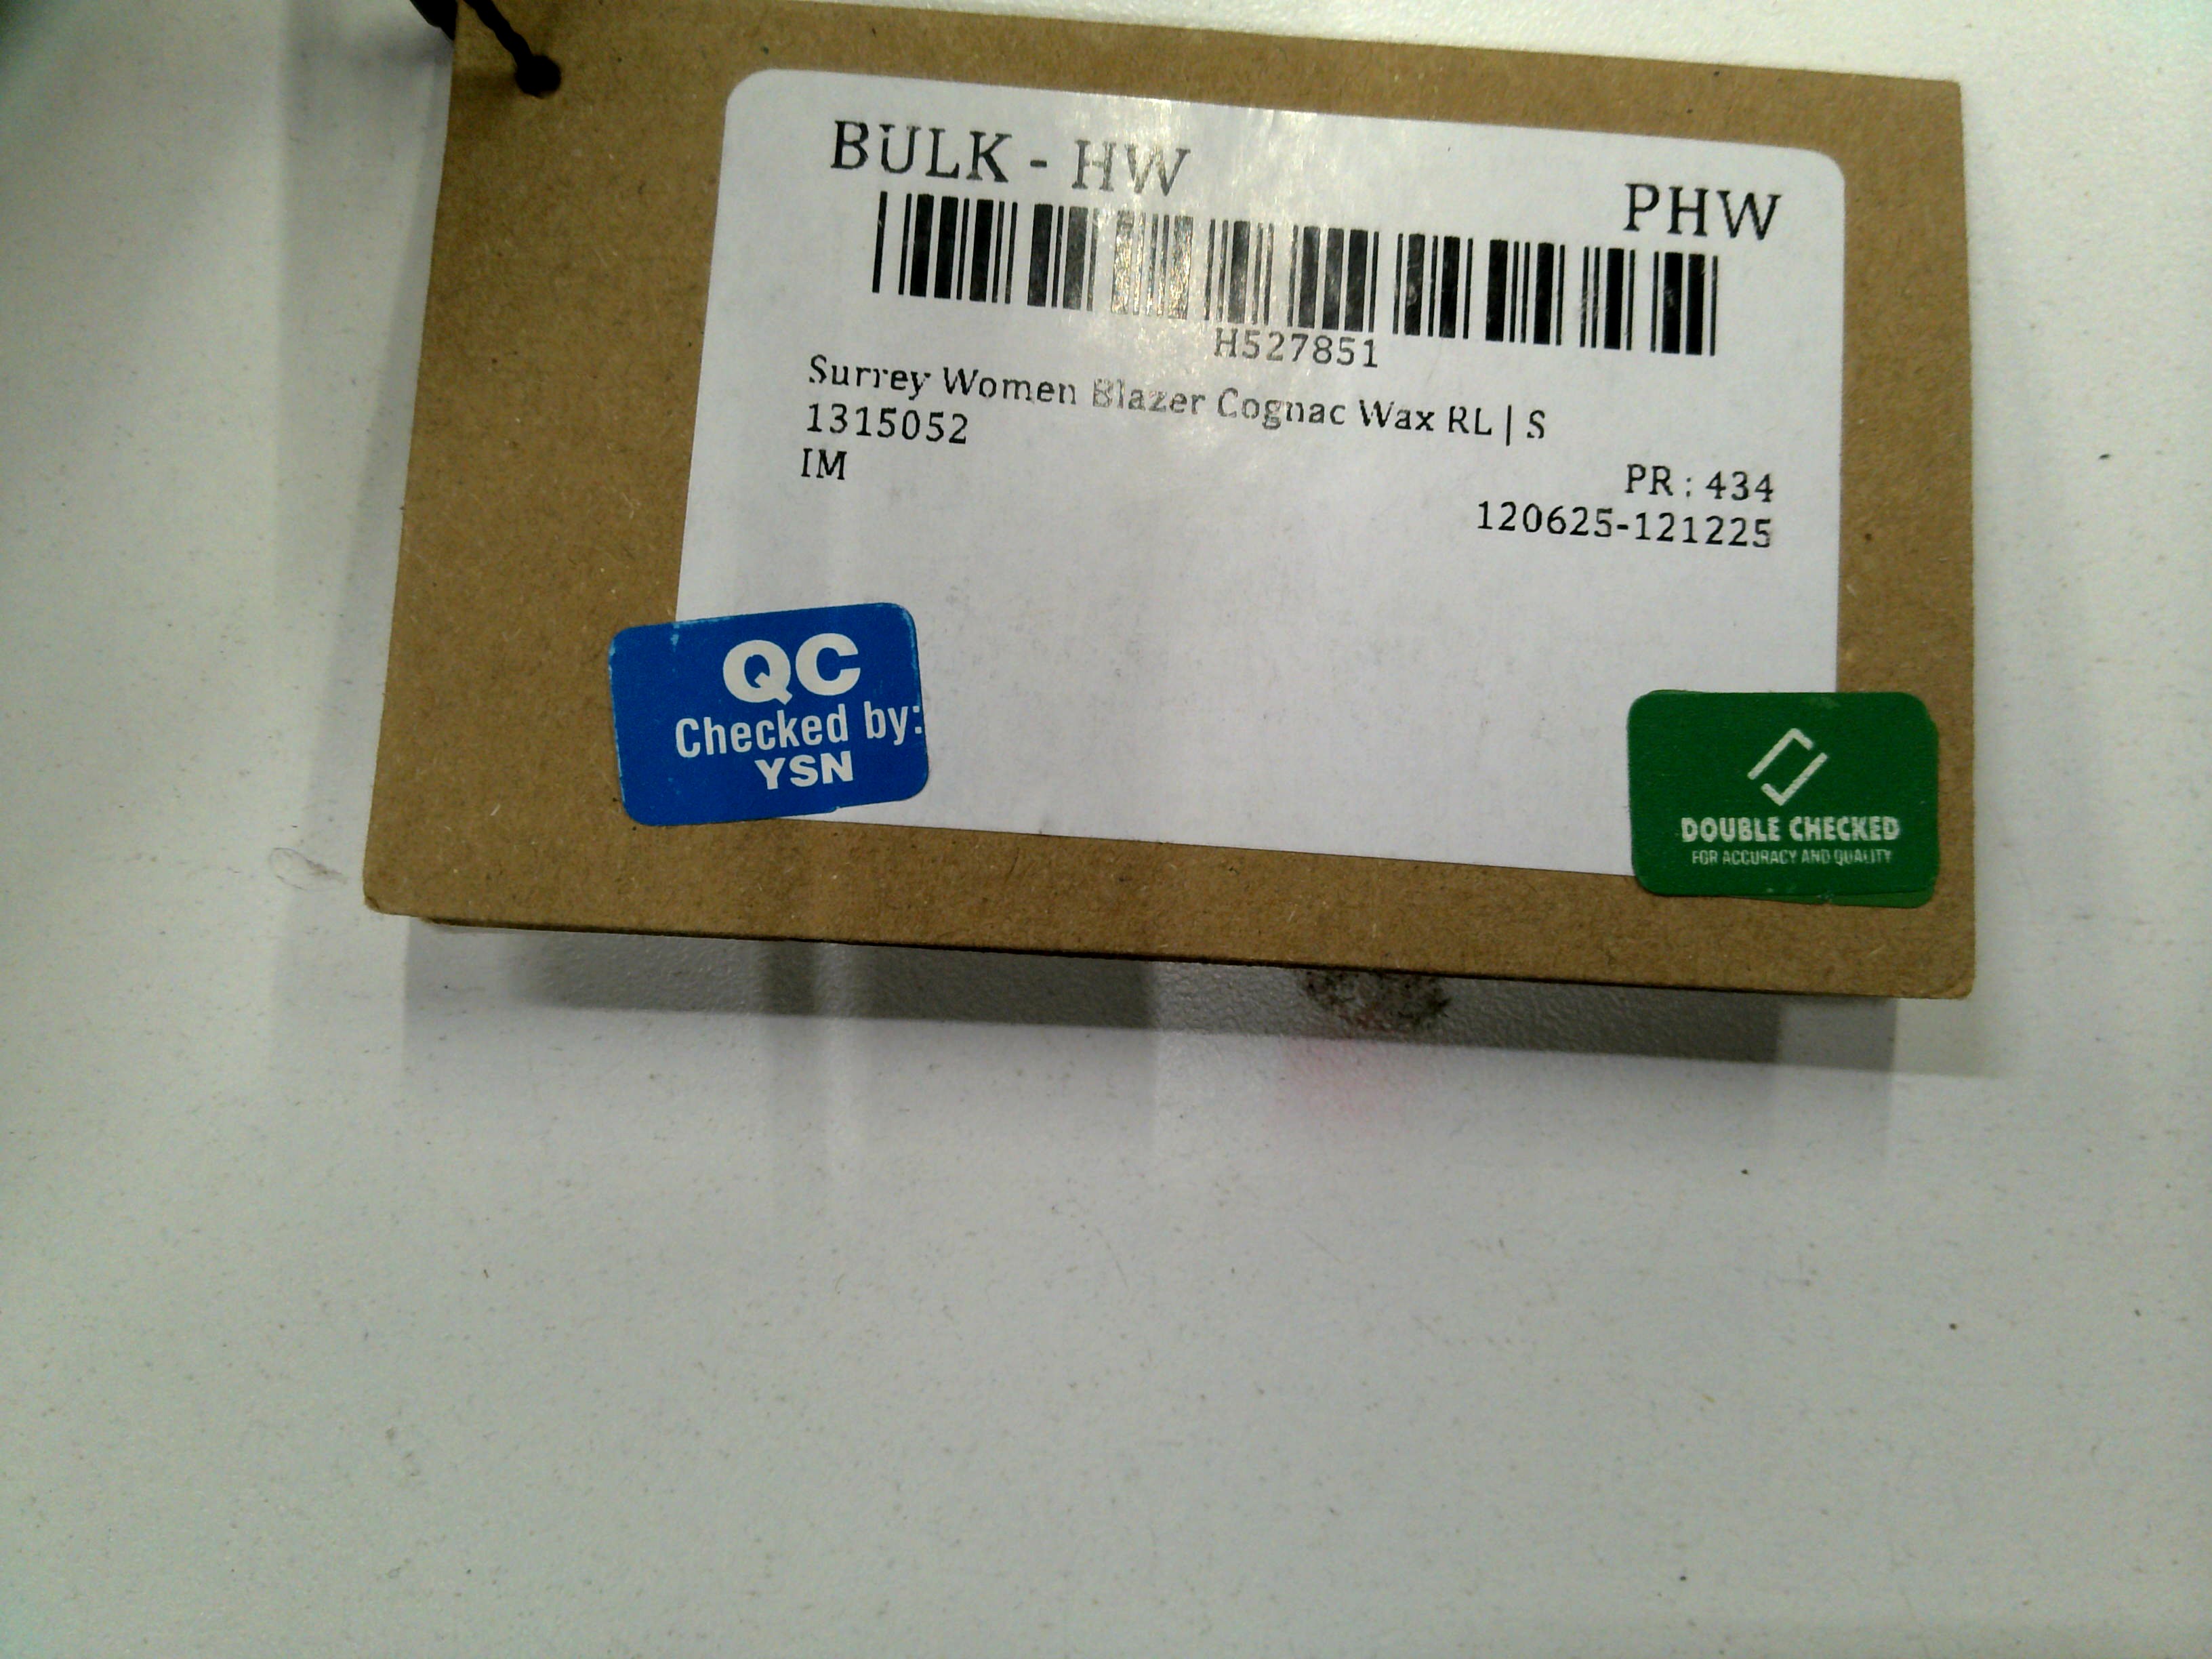 BULK - HW
PHW
H527851
Surrey Women Blazer Cognac Wax RL | S
1315052
IM
PR : 434
120625-121225
QC
Checked by:
YSN
DOUBLE CHECKED
FOR ACCURACY AND QUALITY